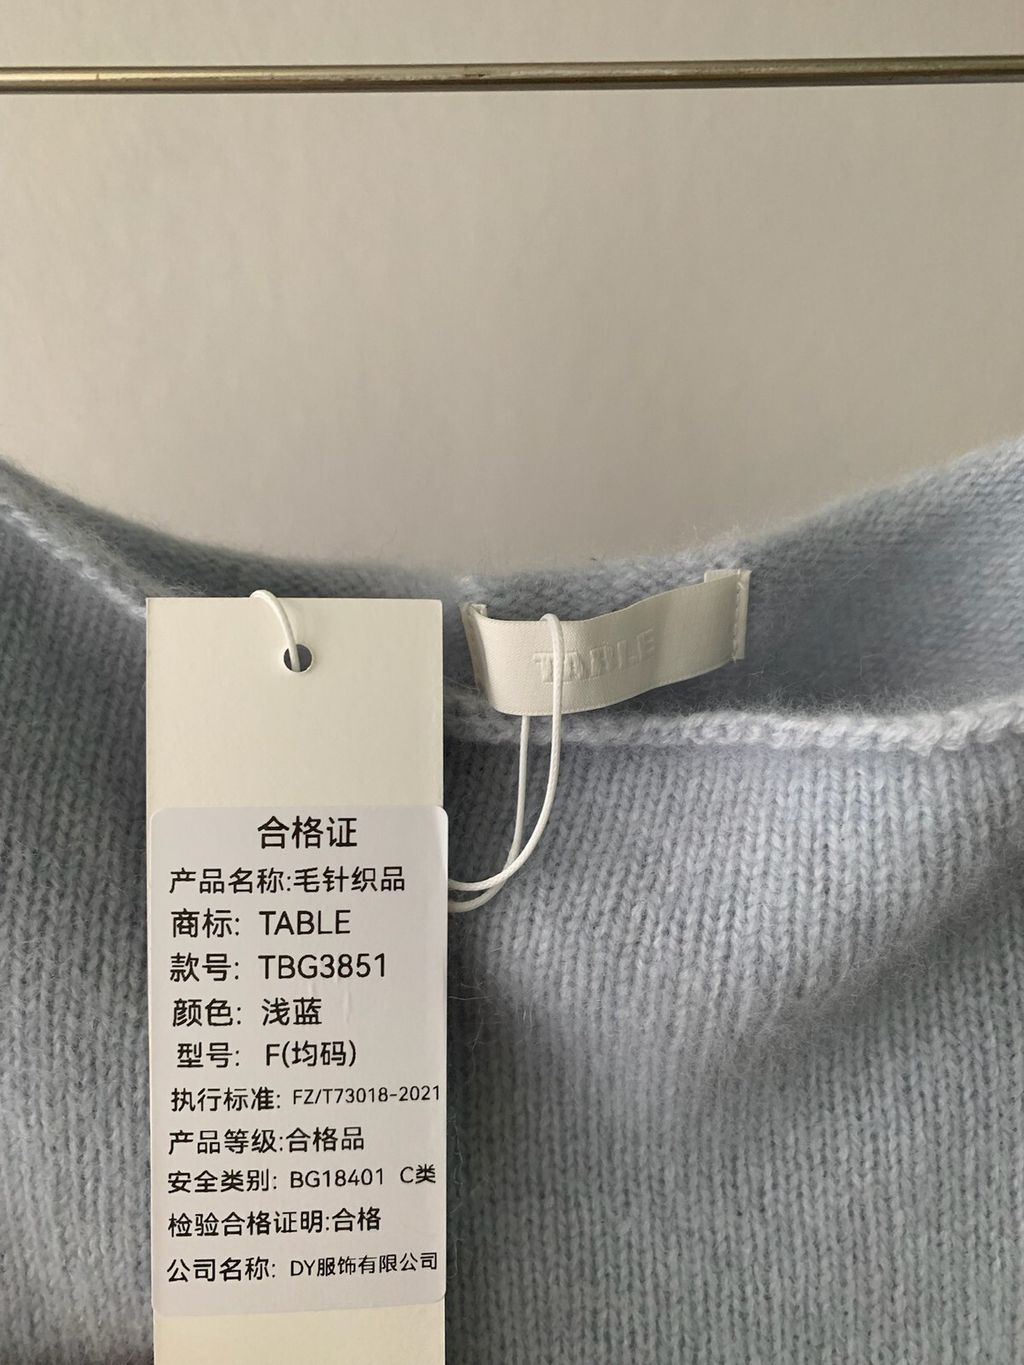 TABLE
合格证
产品名称:毛针织品
商标: TABLE
款号: TBG3851
颜色: 浅蓝
型号: F(均码)
执行标准: FZ/T73018-2021
产品等级:合格品
安全类别: BG18401 C类
检验合格证明:合格
公司名称: DY服饰有限公司